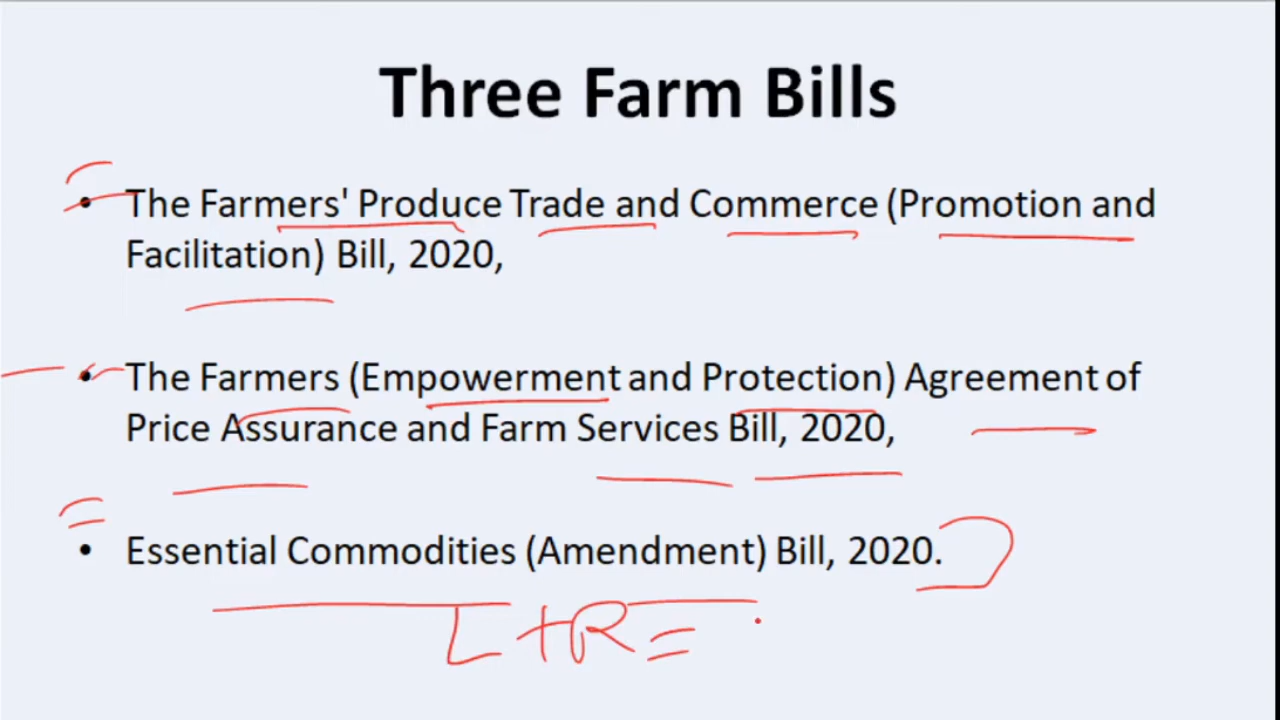 Three Farm Bills
• The Farmers' Produce Trade and Commerce (Promotion and
Facilitation) Bill, 2020,
• The Farmers (Empowerment and Protection) Agreement of
Price Assurance and Farm Services Bill, 2020,
• Essential Commodities (Amendment) Bill, 2020.
L+R=